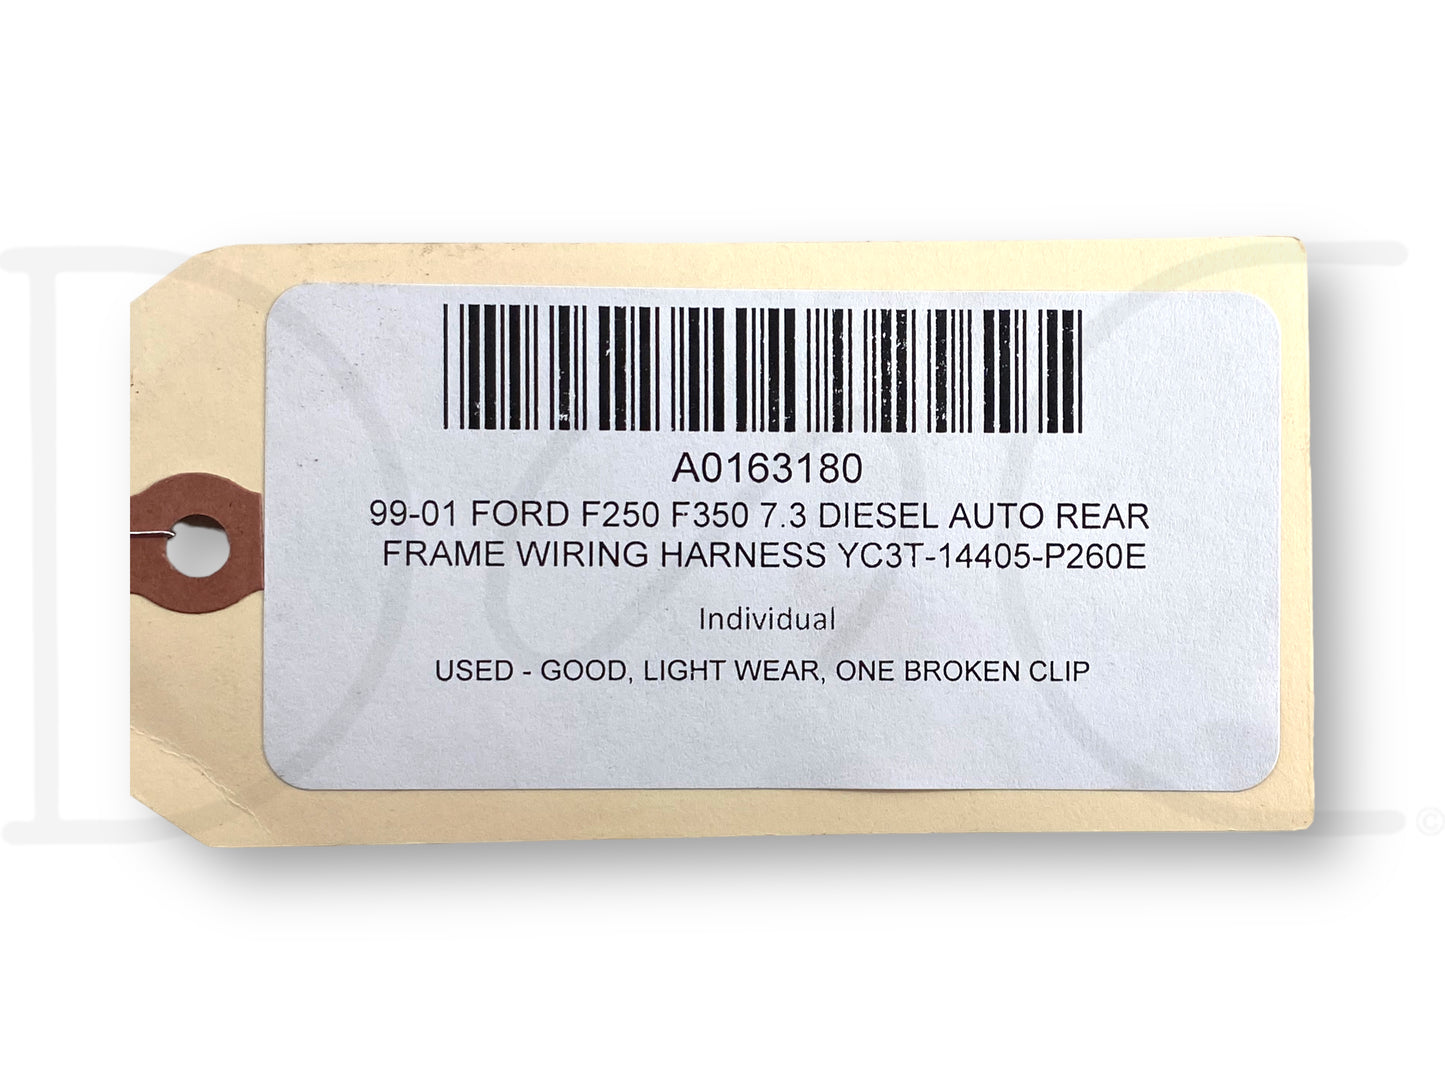 A0163180
99-01 FORD F250 F350 7.3 DIESEL AUTO REAR
FRAME WIRING HARNESS YC3T-14405-P260E
Individual
USED - GOOD, LIGHT WEAR, ONE BROKEN CLIP
©